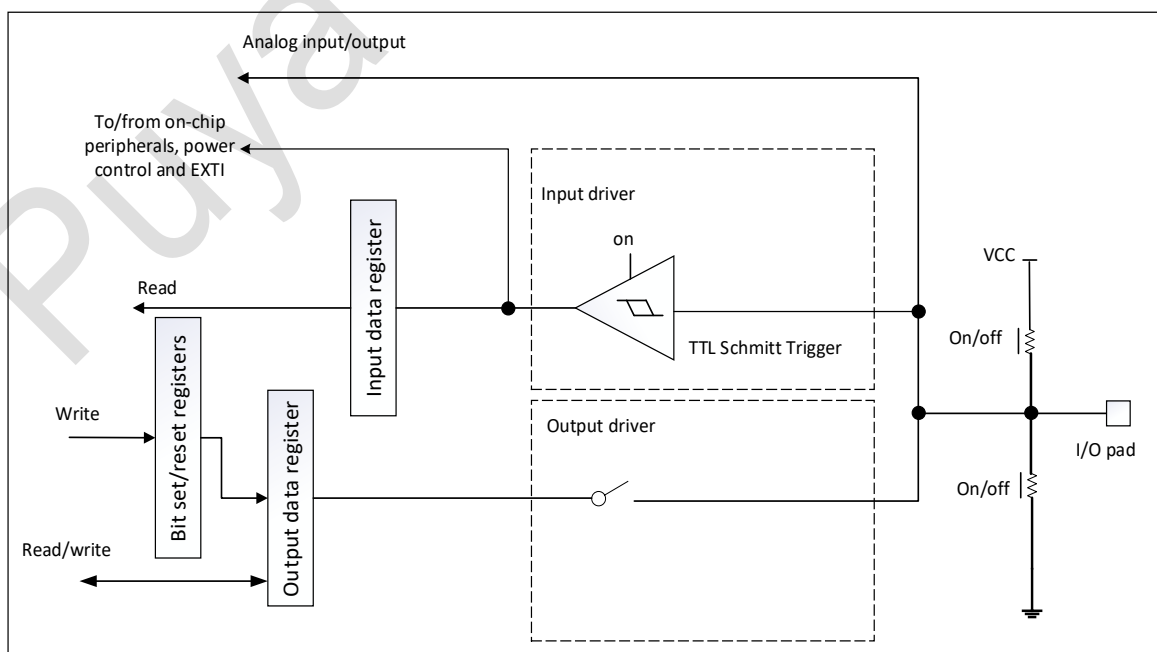 Analog input/output
To/from on-chip
peripherals, power
control and EXTI
Input driver
on
VCC
Read
Input data register
TTL Schmitt Trigger
On/off
Bit set/reset registers
Write
Output data register
Output driver
I/O pad
On/off
Read/write
Puya